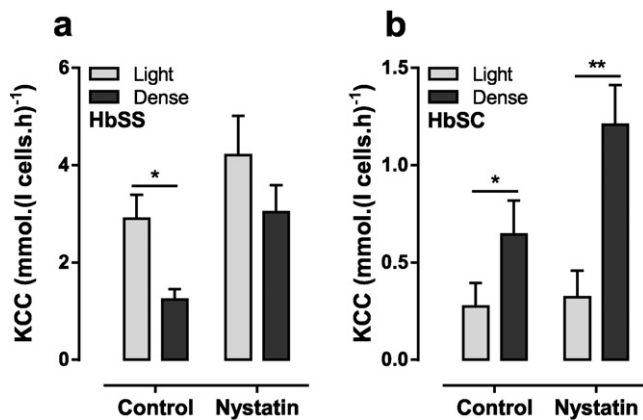 a
KCC (mmol.(l cells.h)⁻¹
6
4
2
0
Light
Dense
HbSS
*
Control
Nystatin
b
KCC (mmol.(l cells.h)⁻¹
1.5
1.0
0.5
0.0
Light
Dense
HbSC
*
**
Control
Nystatin